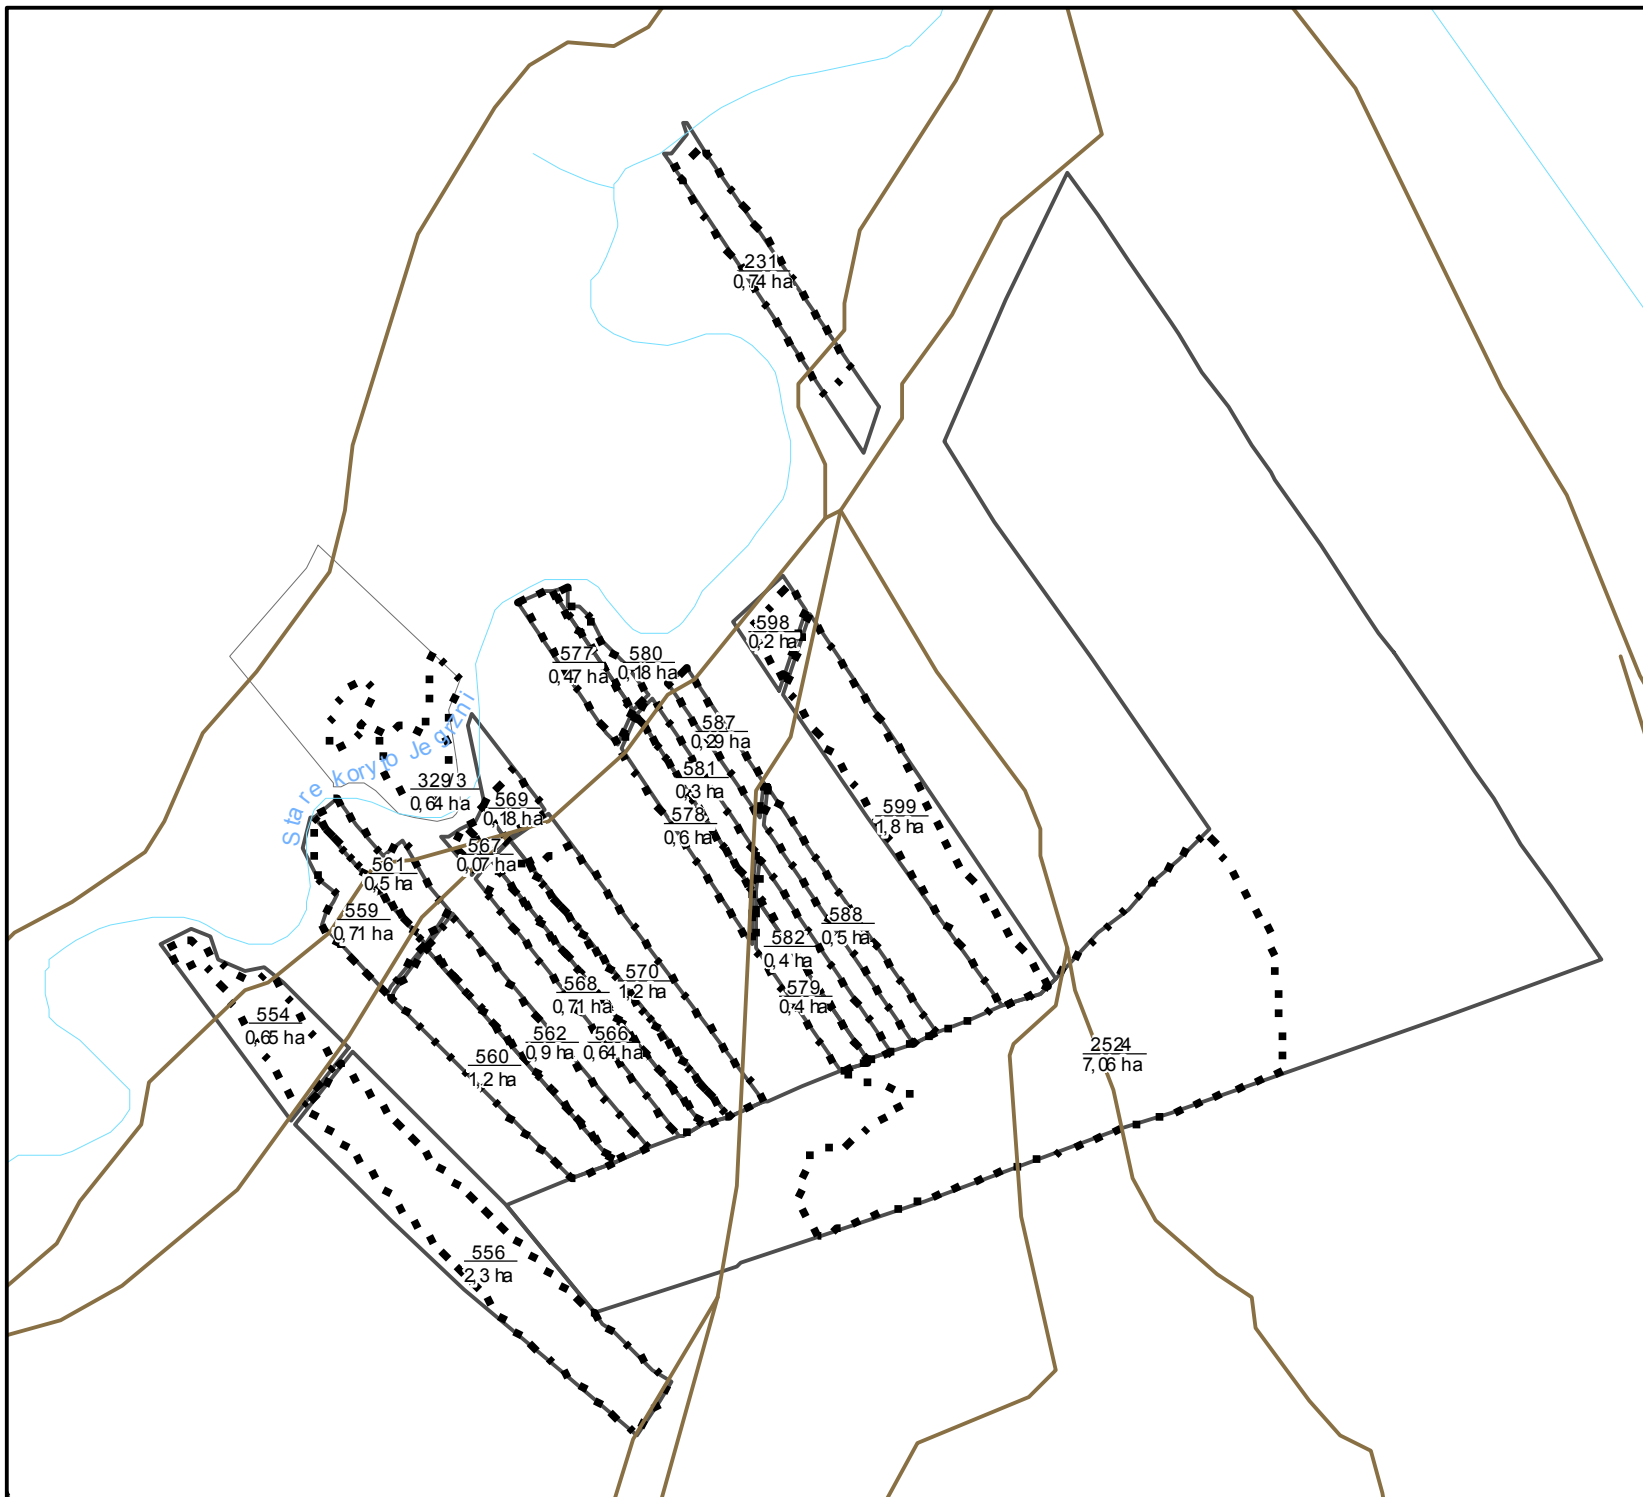 231
0,74 ha
598
0,2 ha
577
0,47 ha
580
0,18 ha
587
0,29 ha
581
0,3 ha
578
0,6 ha
599
1,8 ha
Stare koryto Jegrzni
329/3
0,64 ha
569
0,18 ha
567
0,07 ha
561
0,5 ha
559
0,71 ha
588
0,5 ha
582
0,4 ha
579
0,4 ha
570
1,2 ha
568
0,71 ha
566
0,64 ha
562
0,9 ha
560
1,2 ha
554
0,65 ha
2524
7,06 ha
556
2,3 ha